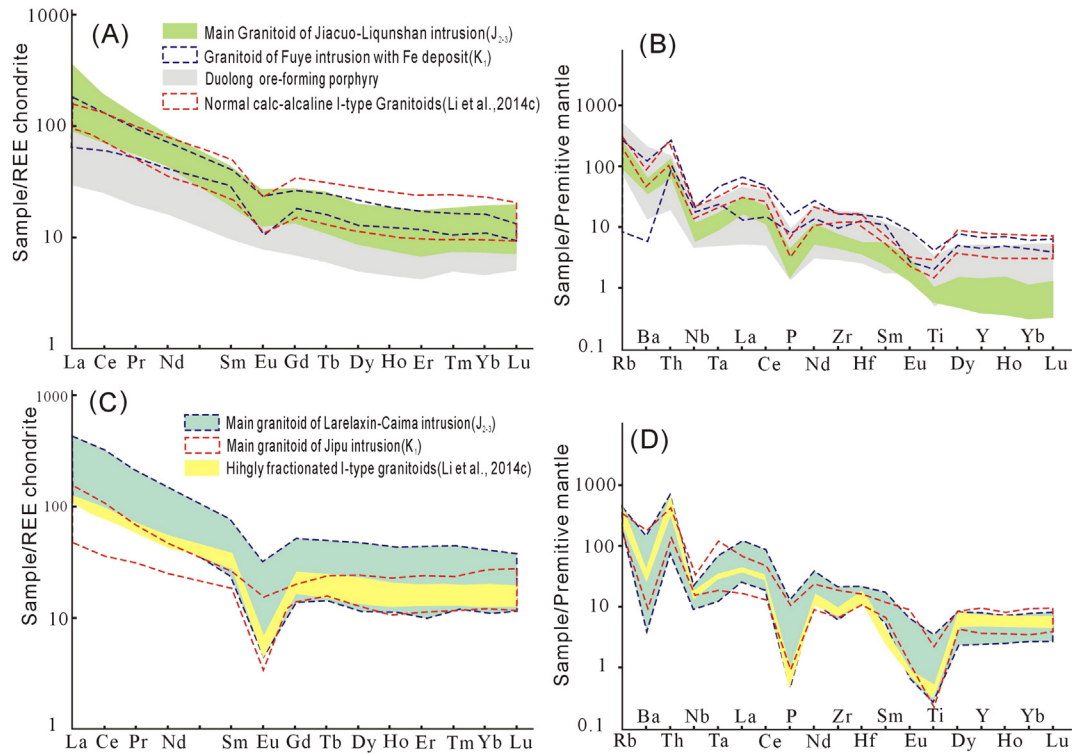 (A)
Sample/REE chondrite
1000
100
10
1
Main Granitoid of Jiacuo-Liqunshan intrusion(J2-3)
Granitoid of Fuye intrusion with Fe deposit(K1)
Duolong ore-forming porphyry
Normal calc-alcaline I-type Granitoids(Li et al.,2014c)
La Ce Pr Nd Sm Eu Gd Tb Dy Ho Er Tm Yb Lu
(B)
Sample/Premitive mantle
1000
100
10
1
0.1
Ba Nb La P Zr Sm Ti Y Yb
Rb Th Ta Ce Nd Hf Eu Dy Ho Lu
(C)
Sample/REE chondrite
1000
100
10
1
Main granitoid of Larelaxin-Caima intrusion(J2-3)
Main granitoid of Jipu intrusion(K1)
Hihgly fractionated I-type granitoids(Li et al., 2014c)
La Ce Pr Nd Sm Eu Gd Tb Dy Ho Er Tm Yb Lu
(D)
Sample/Premitive mantle
1000
100
10
1
0.1
Ba Nb La P Zr Sm Ti Y Yb
Rb Th Ta Ce Nd Hf Eu Dy Ho Lu